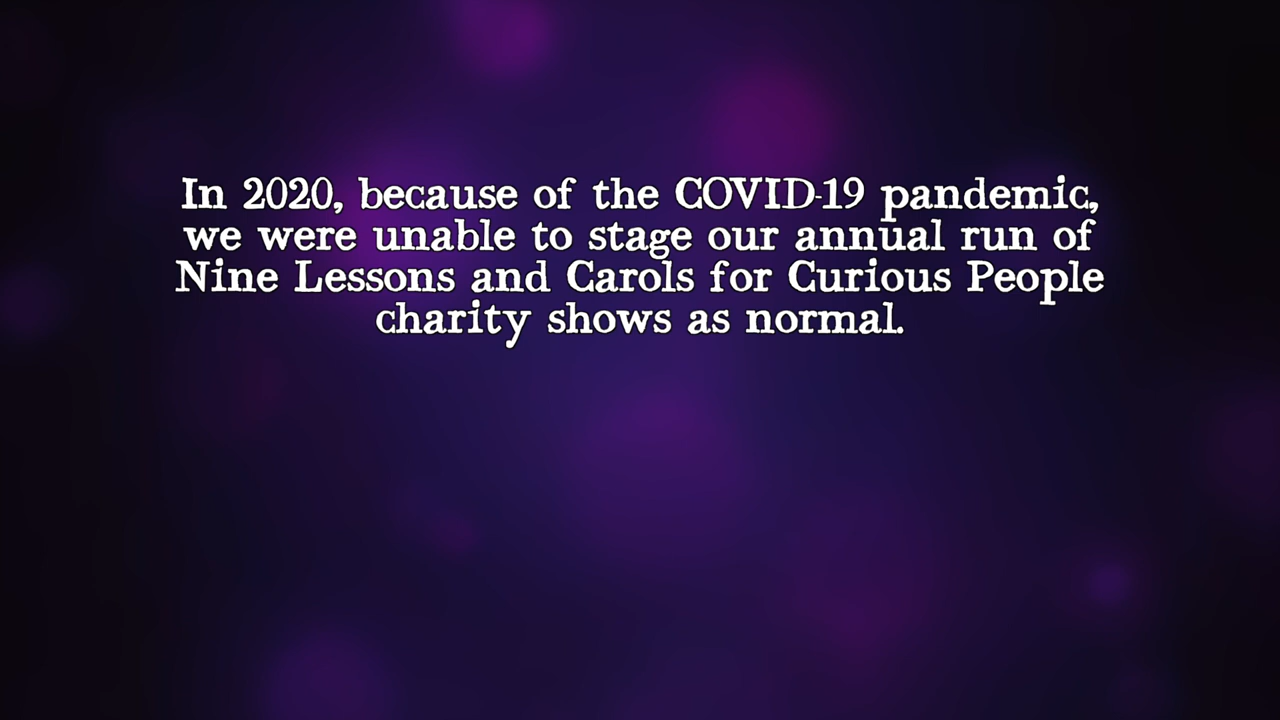 In 2020, because of the COVID-19 pandemic,
we were unable to stage our annual run of
Nine Lessons and Carols for Curious People
charity shows as normal.